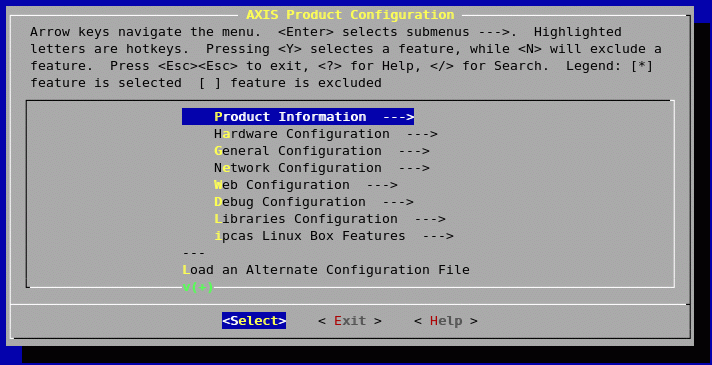 AXIS Product Configuration
Arrow keys navigate the menu.  <Enter> selects submenus --->.  Highlighted
letters are hotkeys.  Pressing <Y> selectes a feature, while <N> will exclude a
feature.  Press <Esc><Esc> to exit, <?> for Help, </> for Search.  Legend: [*]
feature is selected  [ ] feature is excluded
Product Information  --->
Hardware Configuration  --->
General Configuration  --->
Network Configuration  --->
Web Configuration  --->
Debug Configuration  --->
Libraries Configuration  --->
ipcas Linux Box Features  --->
---
Load an Alternate Configuration File
v(+)
<Select>    < Exit >    < Help >